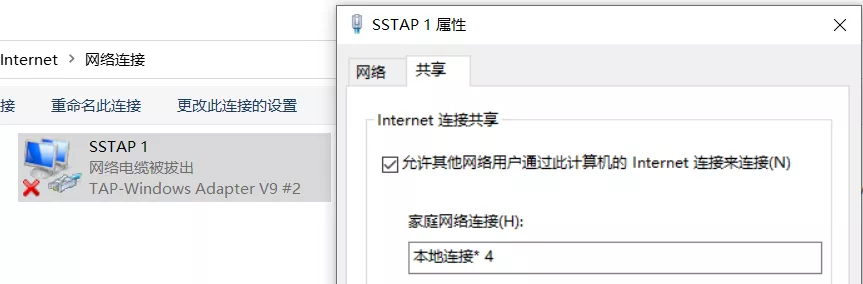 Internet > 网络连接
接 重命名此连接 更改此连接的设置
SSTAP 1
网络电缆被拔出
TAP-Windows Adapter V9 #2
SSTAP 1 属性
网络 共享
Internet 连接共享
允许其他网络用户通过此计算机的 Internet 连接来连接(N)
家庭网络连接(H):
本地连接* 4